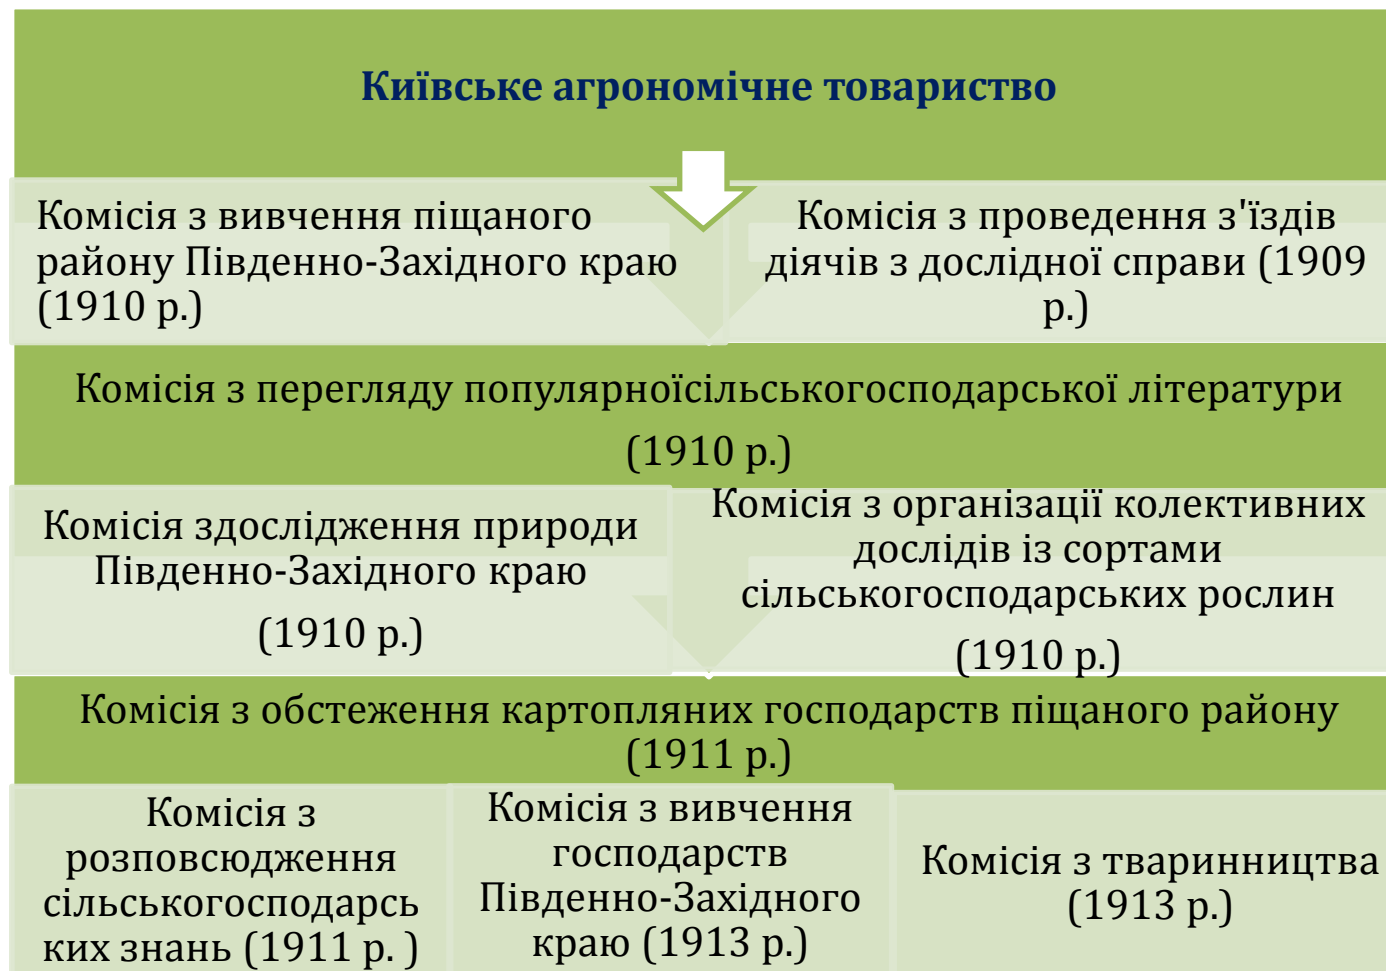 Київське агрономічне товариство
Комісія з вивчення піщаного
району Південно-Західного краю
(1910 р.)
Комісія з проведення з'їздів
діячів з дослідної справи (1909
р.)
Комісія з перегляду популярноїсільськогосподарської літератури
(1910 р.)
Комісія здослідження природи
Південно-Західного краю
(1910 р.)
Комісія з організації колективних
дослідів із сортами
сільськогосподарських рослин
(1910 р.)
Комісія з обстеження картопляних господарств піщаного району
(1911 р.)
Комісія з
розповсюдження
сільськогосподарсь
ких знань (1911 р. )
Комісія з вивчення
господарств
Південно-Західного
краю (1913 р.)
Комісія з тваринництва
(1913 р.)